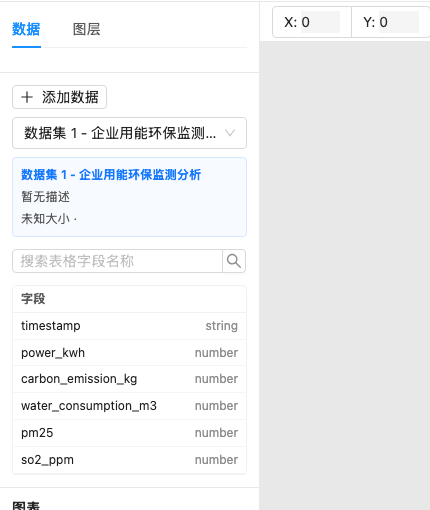 数据 图层
X: 0 Y: 0
添加数据
数据集 1 - 企业用能环保监测...
数据集 1 - 企业用能环保监测分析
暂无描述
未知大小 ·
搜索表格字段名称
字段
timestamp string
power_kwh number
carbon_emission_kg number
water_consumption_m3 number
pm25 number
so2_ppm number
图表